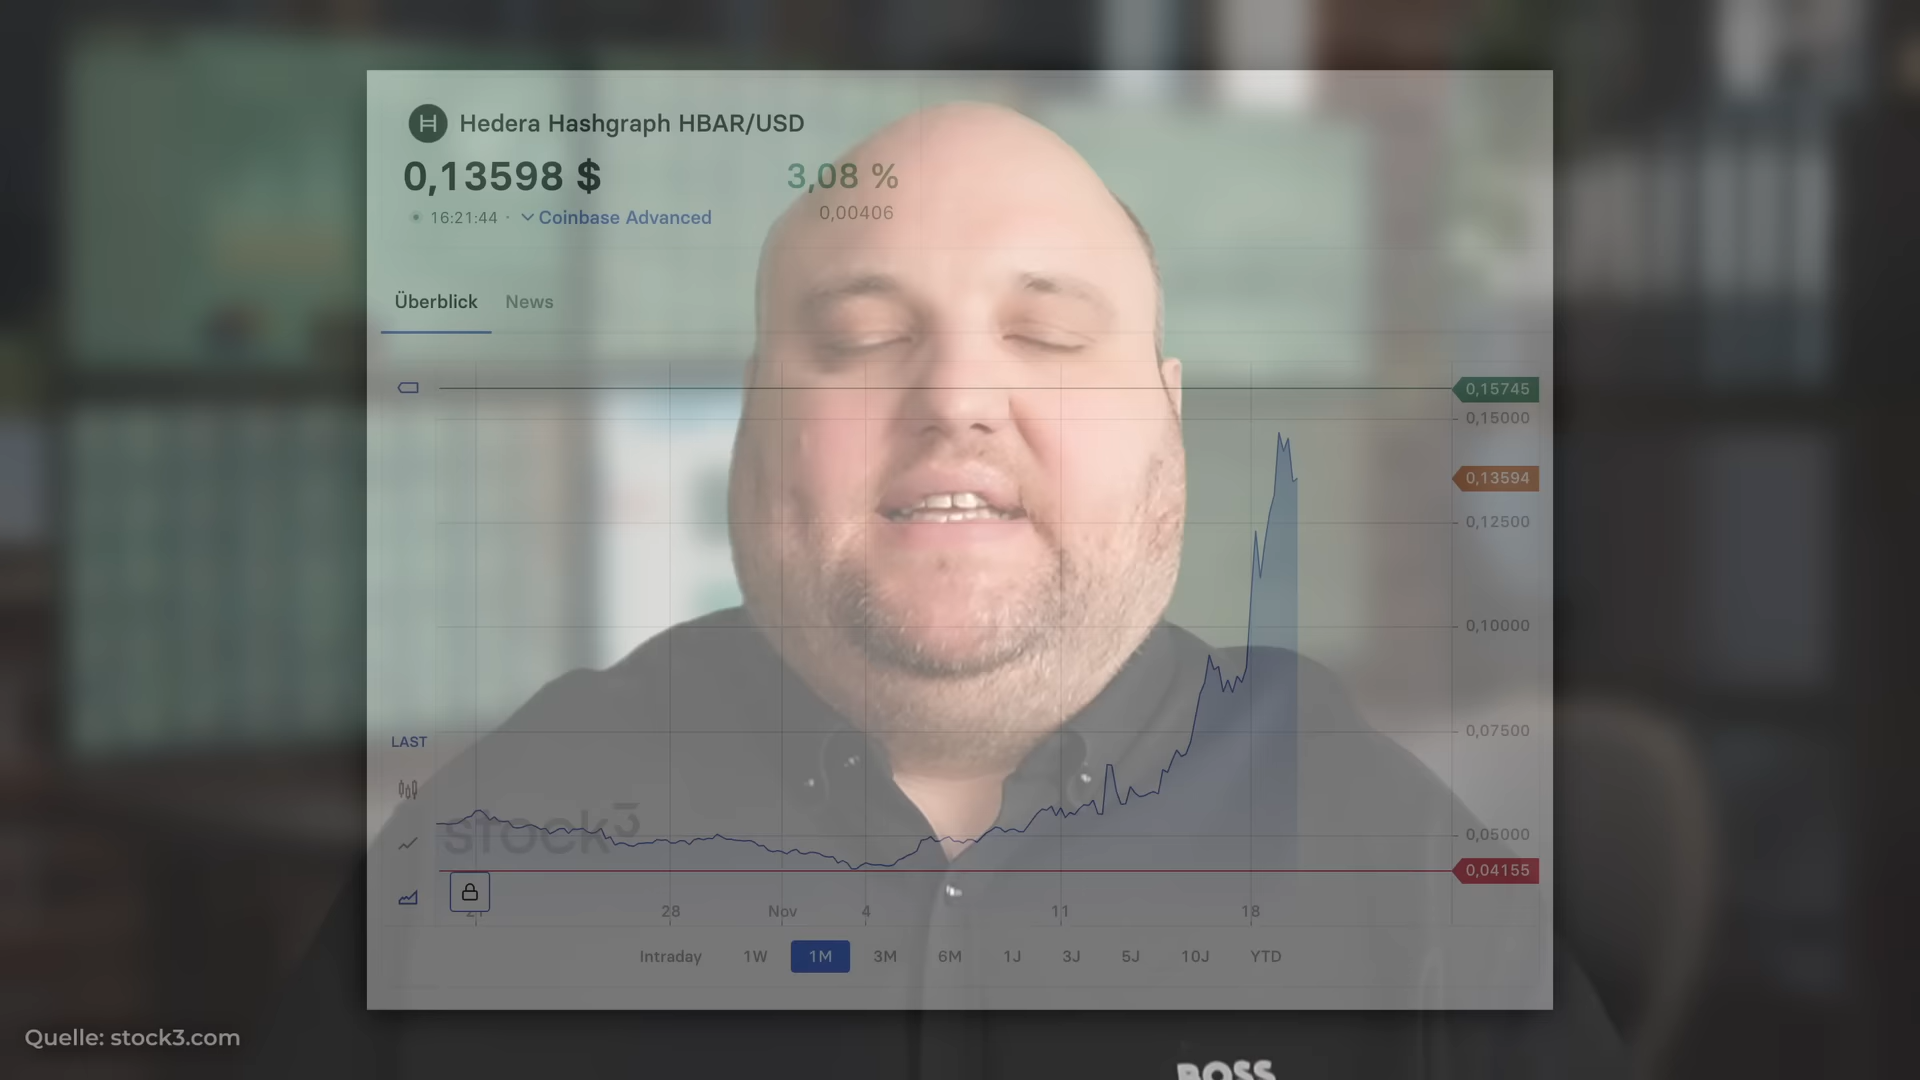 Hedera Hashgraph HBAR/USD
0,13598 $
3,08 %
16:21:44 · Coinbase Advanced
0,00406
Überblick
News
0,15745
0,15000
0,13594
0,12500
0,10000
0,07500
LAST
stock3
0,05000
0,04155
28
Nov
4
11
18
Intraday
1W
1M
3M
6M
1J
3J
5J
10J
YTD
Quelle: stock3.com
BOSS